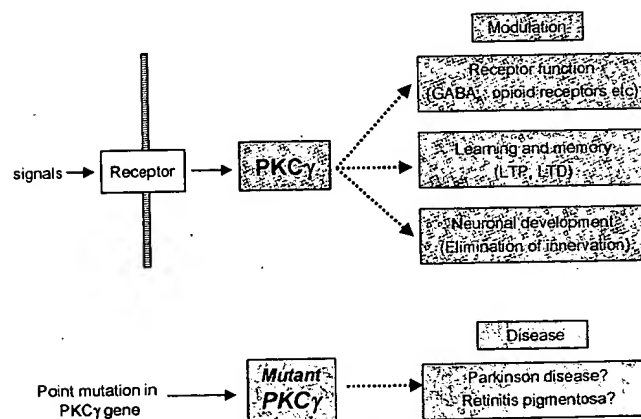 Modulation
Receptor function
(GABA, opioid receptors etc)
signals
Receptor
PKCγ
Learning and memory
(LTP, LTD)
Neuronal development
(Elimination of innervation)
Disease
Point mutation in
PKCγ gene
Mutant
PKCγ
Parkinson disease?
Retinitis pigmentosa?